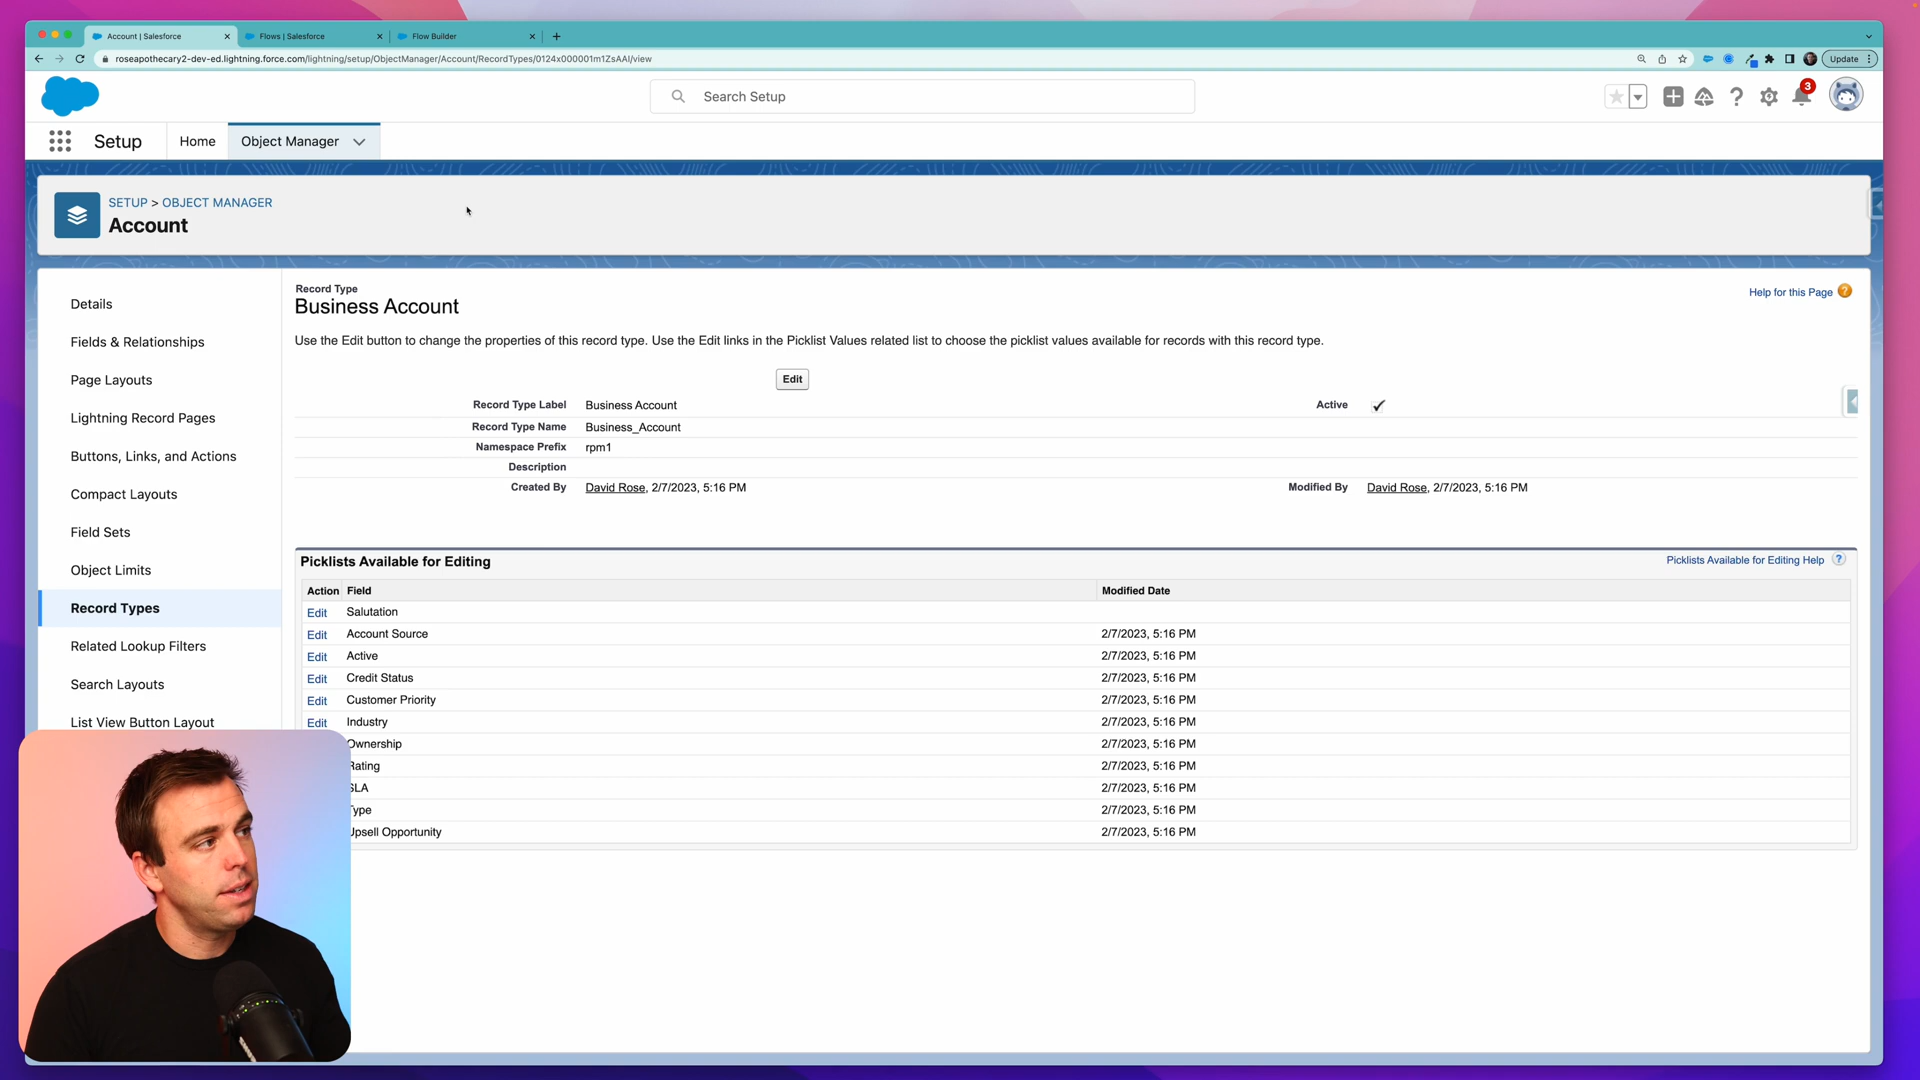 Account | Salesforce
Flows | Salesforce
Flow Builder
roseapothecary2-dev-ed.lightning.force.com/lightning/setup/ObjectManager/Account/RecordTypes/0124x000001m1ZsAAI/view
Update
Search Setup
3
Setup
Home
Object Manager
SETUP > OBJECT MANAGER
Account
Details
Fields & Relationships
Page Layouts
Lightning Record Pages
Buttons, Links, and Actions
Compact Layouts
Field Sets
Object Limits
Record Types
Related Lookup Filters
Search Layouts
List View Button Layout
Record Type
Business Account
Help for this Page ?
Use the Edit button to change the properties of this record type. Use the Edit links in the Picklist Values related list to choose the picklist values available for records with this record type.
Edit
Record Type Label Business Account Active ✓
Record Type Name Business_Account
Namespace Prefix rpm1
Description
Created By David Rose, 2/7/2023, 5:16 PM Modified By David Rose, 2/7/2023, 5:16 PM
Picklists Available for Editing
Picklists Available for Editing Help ?
Action Field Modified Date
Edit Salutation
Edit Account Source 2/7/2023, 5:16 PM
Edit Active 2/7/2023, 5:16 PM
Edit Credit Status 2/7/2023, 5:16 PM
Edit Customer Priority 2/7/2023, 5:16 PM
Edit Industry 2/7/2023, 5:16 PM
Ownership 2/7/2023, 5:16 PM
Rating 2/7/2023, 5:16 PM
SLA 2/7/2023, 5:16 PM
Type 2/7/2023, 5:16 PM
Upsell Opportunity 2/7/2023, 5:16 PM